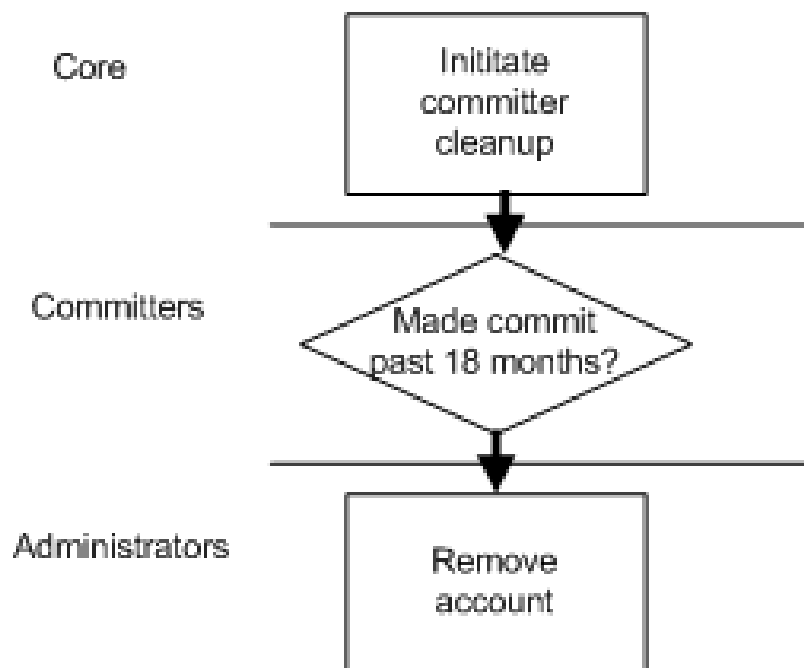 Core
Inititate
committer
cleanup
Committers
Made commit
past 18 months?
Administrators
Remove
account